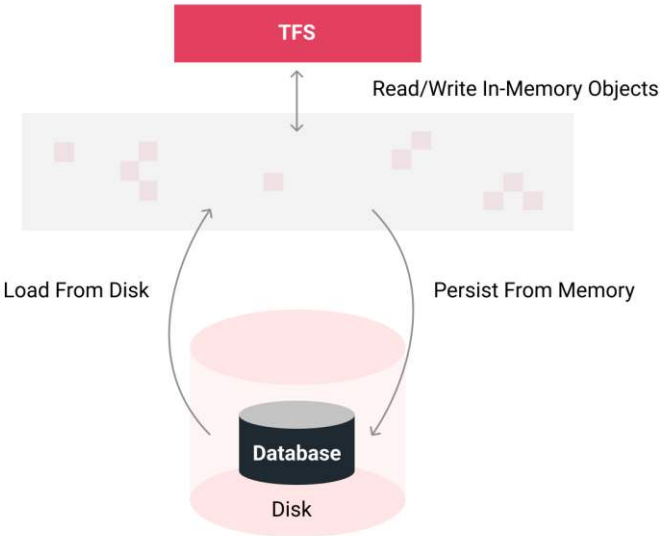 TFS
Read/Write In-Memory Objects
Load From Disk
Persist From Memory
Database
Disk